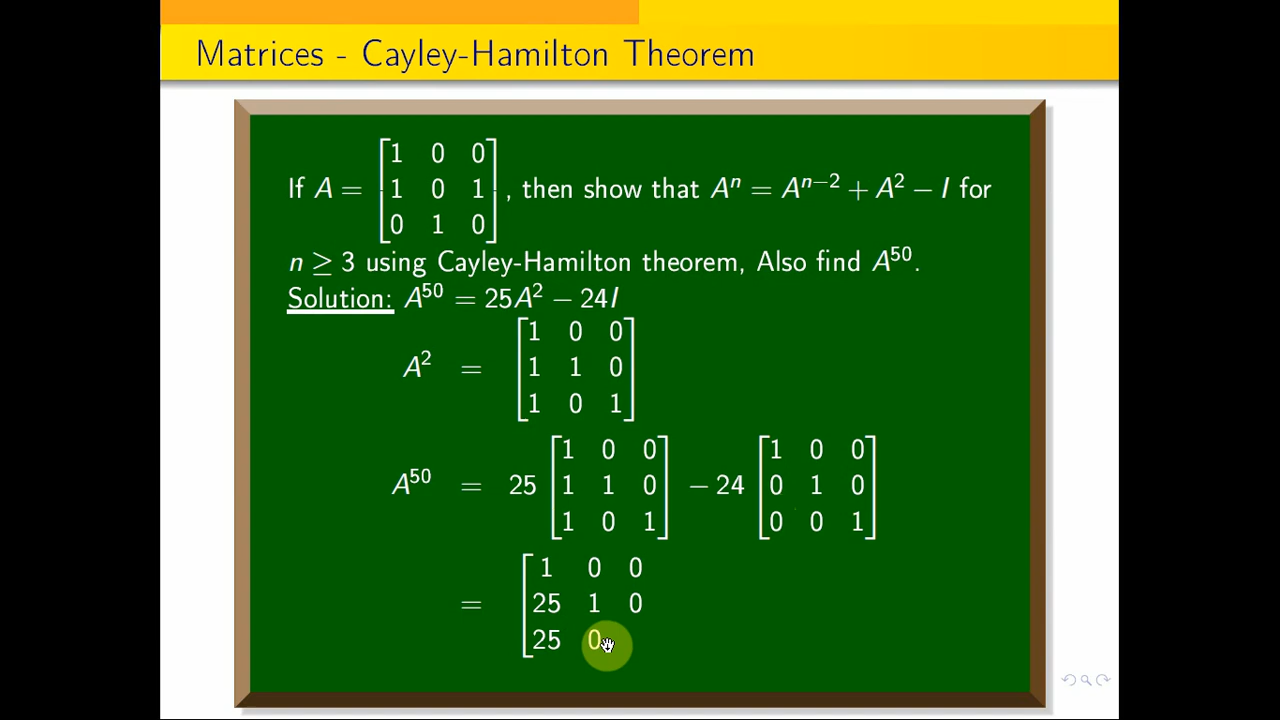 Matrices - Cayley-Hamilton Theorem
If A = [1 0 0; 1 0 1; 0 1 0], then show that Aⁿ = Aⁿ⁻² + A² − I for
n ≥ 3 using Cayley-Hamilton theorem, Also find A⁵⁰.
Solution: A⁵⁰ = 25A² − 24I
A² = [1 0 0; 1 1 0; 1 0 1]
A⁵⁰ = 25 [1 0 0; 1 1 0; 1 0 1] − 24 [1 0 0; 0 1 0; 0 0 1]
= [1 0 0; 25 1 0; 25 0